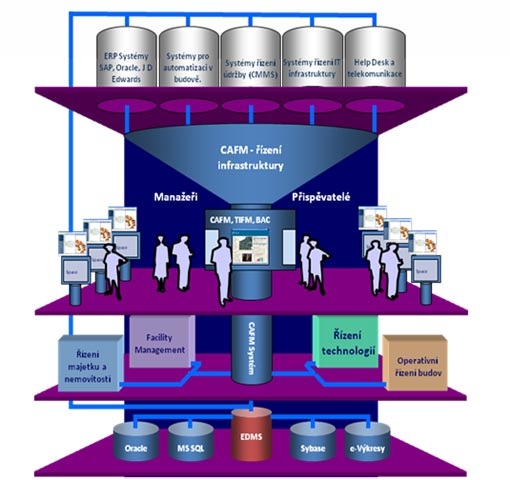 ERP Systémy
SAP, Oracle, J D
Edwards
Systémy pro
automatizaci v
budově.
Systémy řízení
údržby (CMMS)
Systémy řízení IT
infrastruktury
Help Desk a
telekomunikace
CAFM - řízení
infrastruktury
Manažeři
Přispěvatelé
CAFM, TIFM, BAC
Space
Space
CAFM Systém
Řízení
majetku a
nemovitostí
Facility
Management
Řízení
technologií
Operativní
řízení budov
EDMS
Oracle
MS SQL
Sybase
e-Výkresy